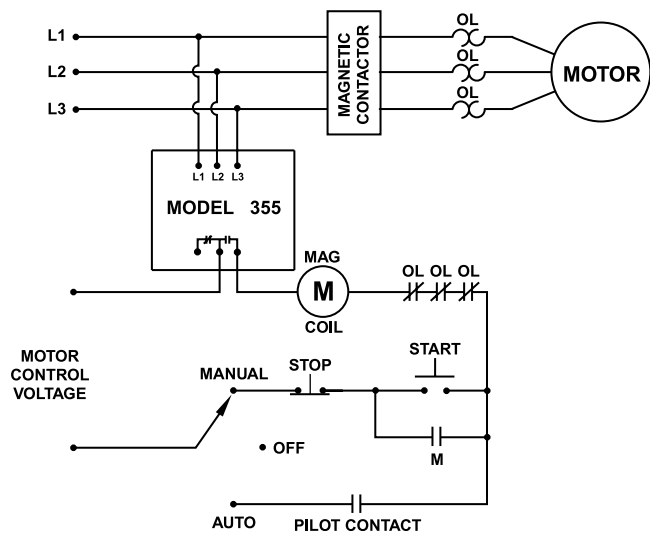 L1
L2
L3
MAGNETIC
CONTACTOR
OL
OL
OL
MOTOR
L1 L2 L3
MODEL 355
MAG
M
COIL
OL OL OL
MOTOR
CONTROL
VOLTAGE
MANUAL
STOP
START
OFF
M
AUTO
PILOT CONTACT